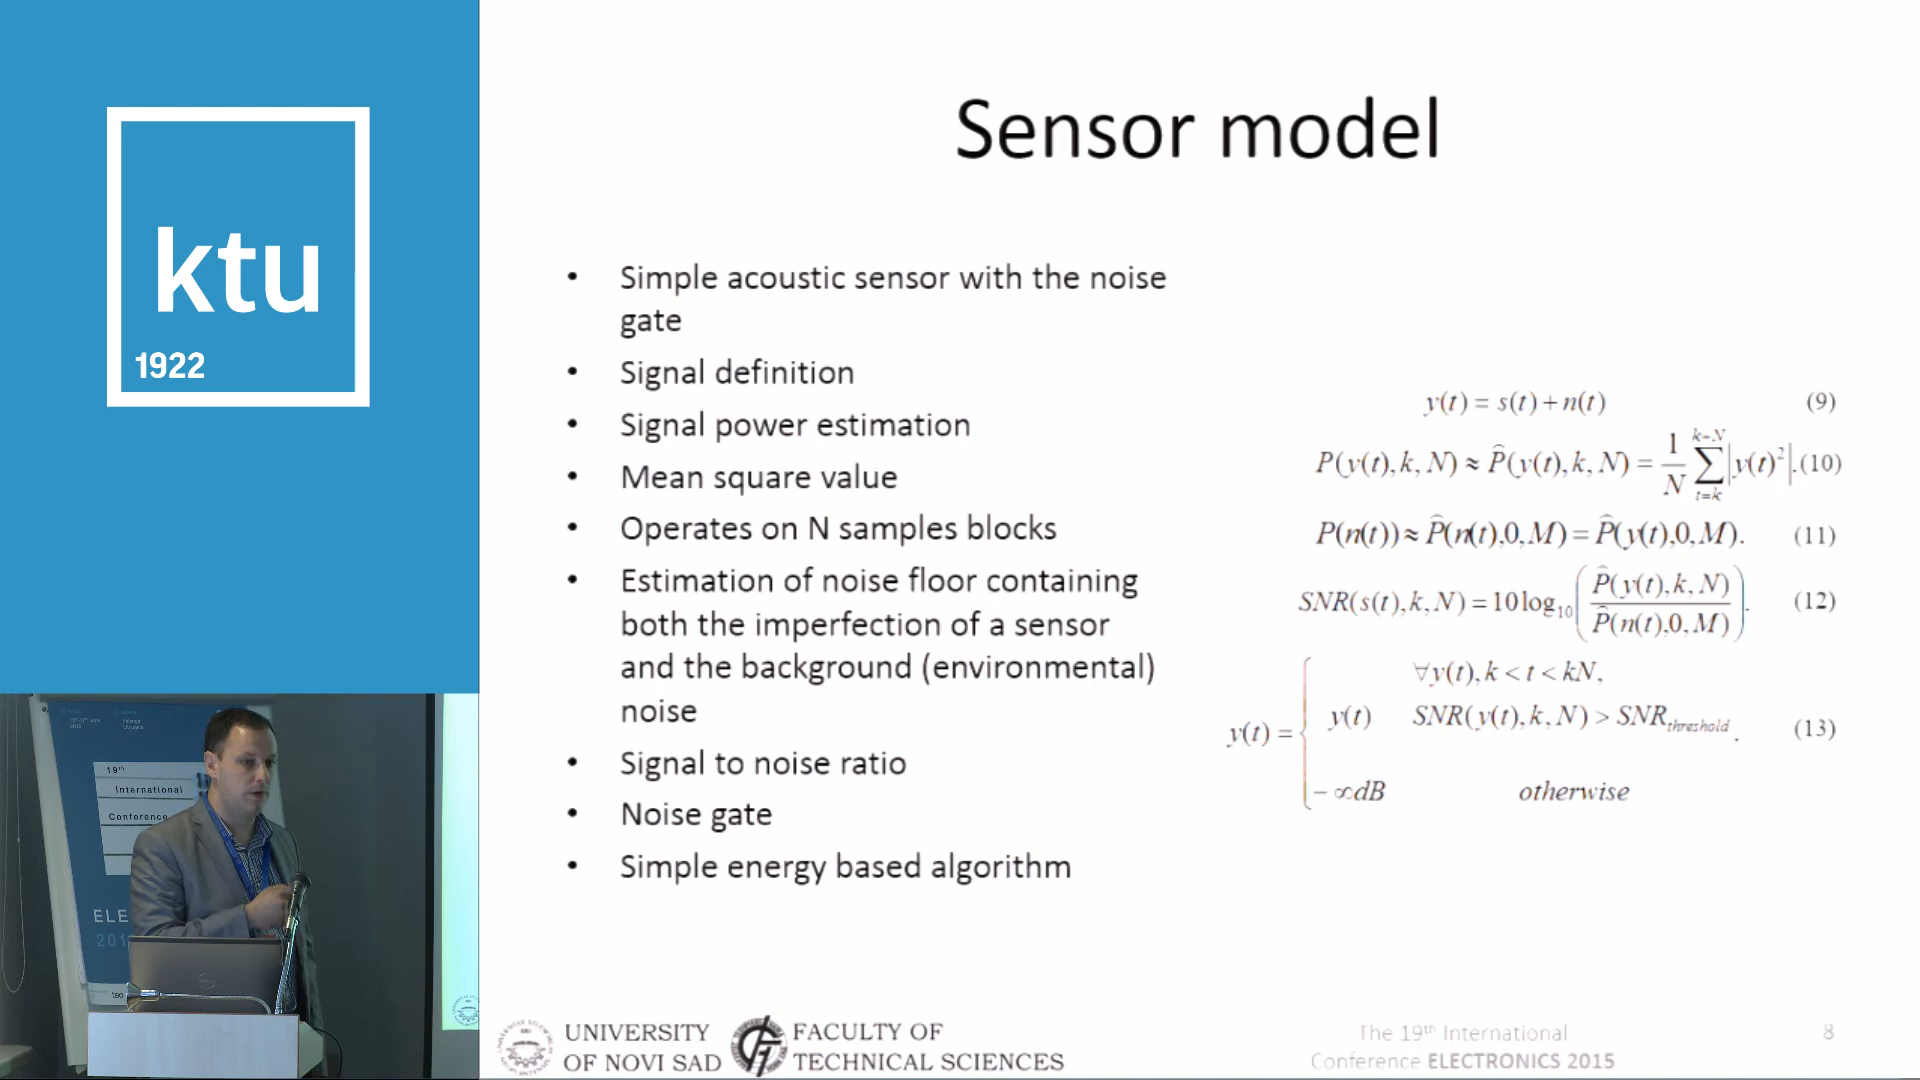 ktu
1922
Sensor model
• Simple acoustic sensor with the noise
gate
• Signal definition
• Signal power estimation
• Mean square value
• Operates on N samples blocks
• Estimation of noise floor containing
both the imperfection of a sensor
and the background (environmental)
noise
• Signal to noise ratio
• Noise gate
• Simple energy based algorithm
y(t) = s(t) + n(t) (9)
P(y(t), k, N) ≈ P̂(y(t), k, N) = 1/N ∑_{t=k}^{k–N} |y(t)²|. (10)
P(n(t)) ≈ P̂(n(t),0,M) = P̂(y(t),0,M). (11)
SNR(s(t), k, N) = 10 log₁₀ ( P̂(y(t), k, N) / P̂(n(t),0,M) ). (12)
∀y(t), k < t < kN,
y(t) = { y(t) SNR(y(t), k, N) > SNR_threshold . (13)
– ∞dB otherwise
19th
International
Conference
ELE
201
teo
UNIVERSITY
OF NOVI SAD
FACULTY OF
TECHNICAL SCIENCES
The 19th International
Conference ELECTRONICS 2015
8